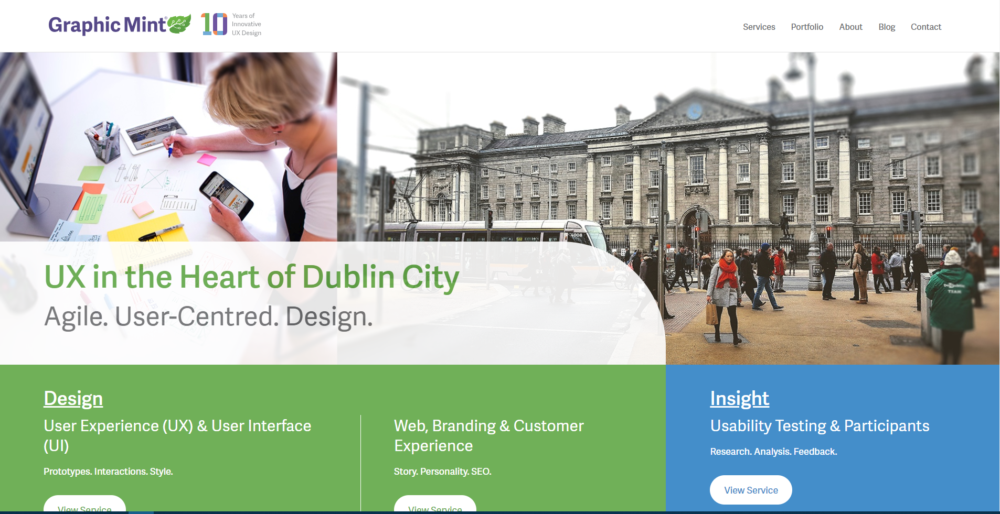 Graphic Mint®
10
Years of
Innovative
UX Design
Services
Portfolio
About
Blog
Contact
4008
UX in the Heart of Dublin City
Agile. User-Centred. Design.
TEAM
Design
User Experience (UX) & User Interface
(UI)
Prototypes. Interactions. Style.
View Service
Web, Branding & Customer
Experience
Story. Personality. SEO.
View Service
Insight
Usability Testing & Participants
Research. Analysis. Feedback.
View Service